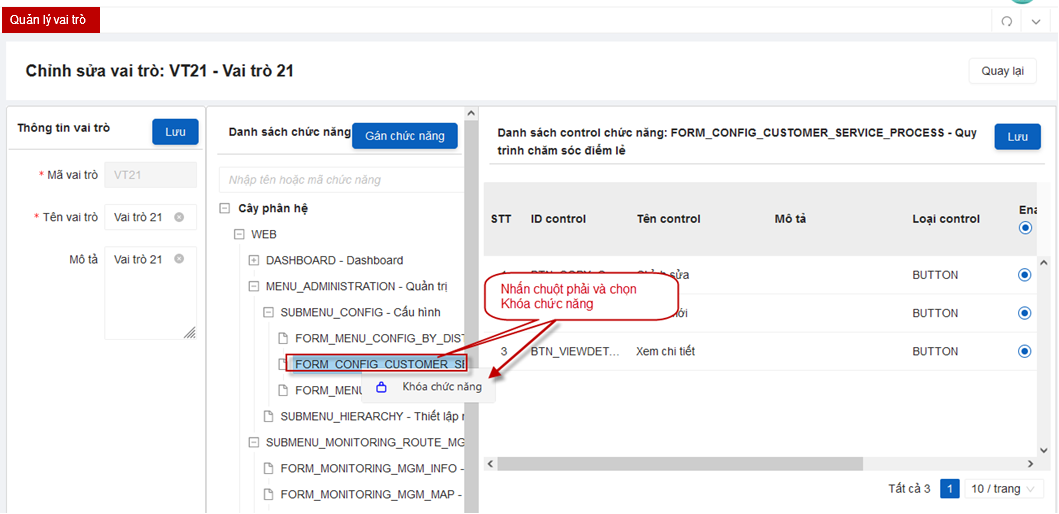 Quản lý vai trò
Chỉnh sửa vai trò: VT21 - Vai trò 21
Quay lại
Thông tin vai trò
Lưu
* Mã vai trò
VT21
* Tên vai trò
Vai trò 21
Mô tả
Vai trò 21
Danh sách chức năng
Gán chức năng
Nhập tên hoặc mã chức năng
Cây phân hệ
WEB
DASHBOARD - Dashboard
MENU_ADMINISTRATION - Quản trị
SUBMENU_CONFIG - Cấu hình
FORM_MENU_CONFIG_BY_DIST
FORM_CONFIG_CUSTOMER_SE
FORM_MENU
Khóa chức năng
SUBMENU_HIERARCHY - Thiết lập
SUBMENU_MONITORING_ROUTE_MG
FORM_MONITORING_MGM_INFO -
FORM_MONITORING_MGM_MAP -
Nhấn chuột phải và chọn
Khóa chức năng
Danh sách control chức năng: FORM_CONFIG_CUSTOMER_SERVICE_PROCESS - Quy
trình chăm sóc điểm lẻ
Lưu
STT ID control Tên control Mô tả Loại control Ena
sửa BUTTON
BUTTON
3 BTN_VIEWDET... Xem chi tiết BUTTON
Tất cả 3 1 10 / trang